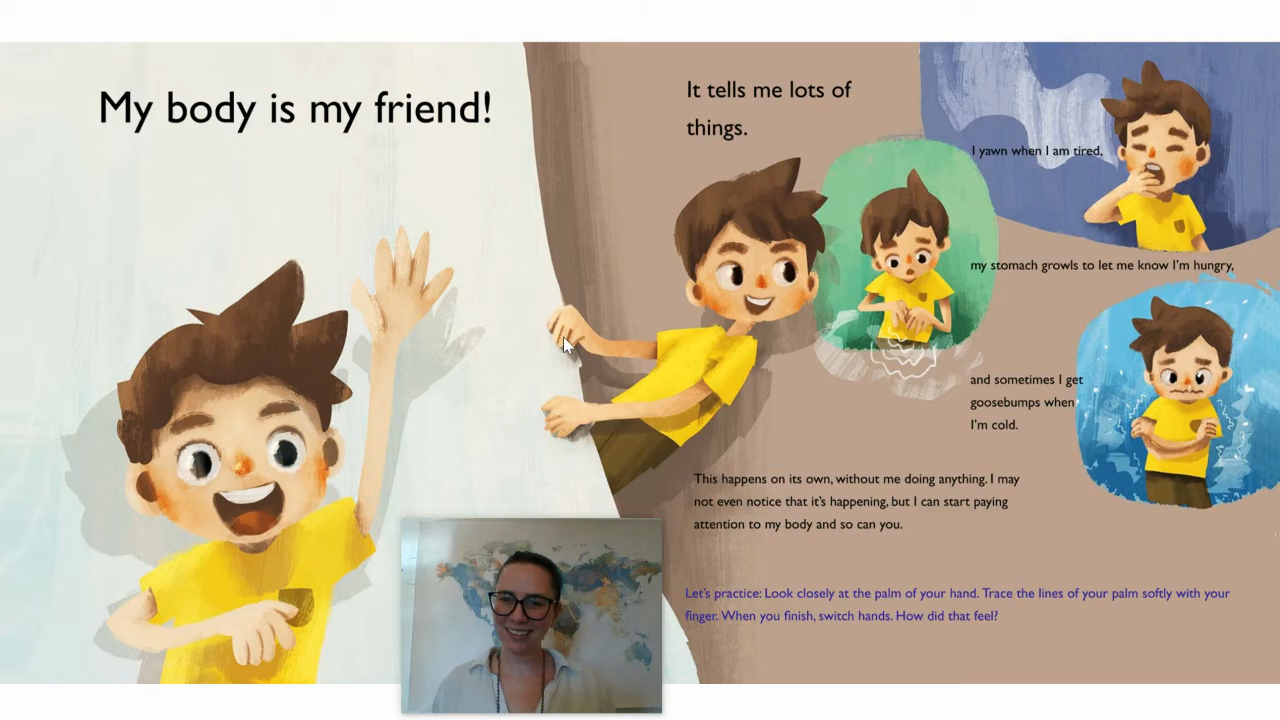 My body is my friend!
It tells me lots of
things.
I yawn when I am tired,
my stomach growls to let me know I'm hungry,
and sometimes I get
goosebumps when
I'm cold.
This happens on its own, without me doing anything. I may
not even notice that it's happening, but I can start paying
attention to my body and so can you.
Let's practice: Look closely at the palm of your hand. Trace the lines of your palm softly with your
finger. When you finish, switch hands. How did that feel?